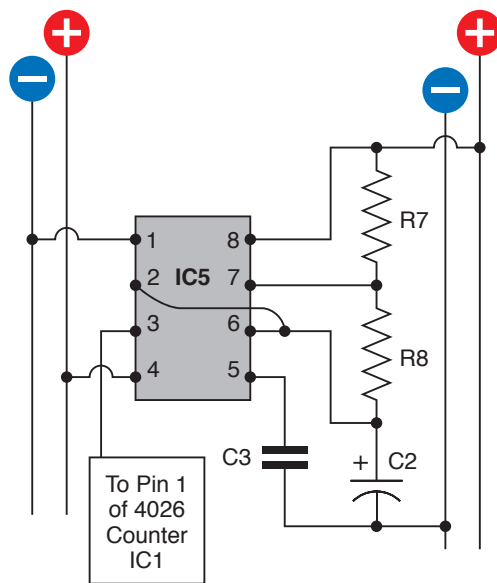 +
+
−
−
1
8
R7
2
IC5
7
3
6
R8
4
5
C3
+
C2
To Pin 1
of 4026
Counter
IC1